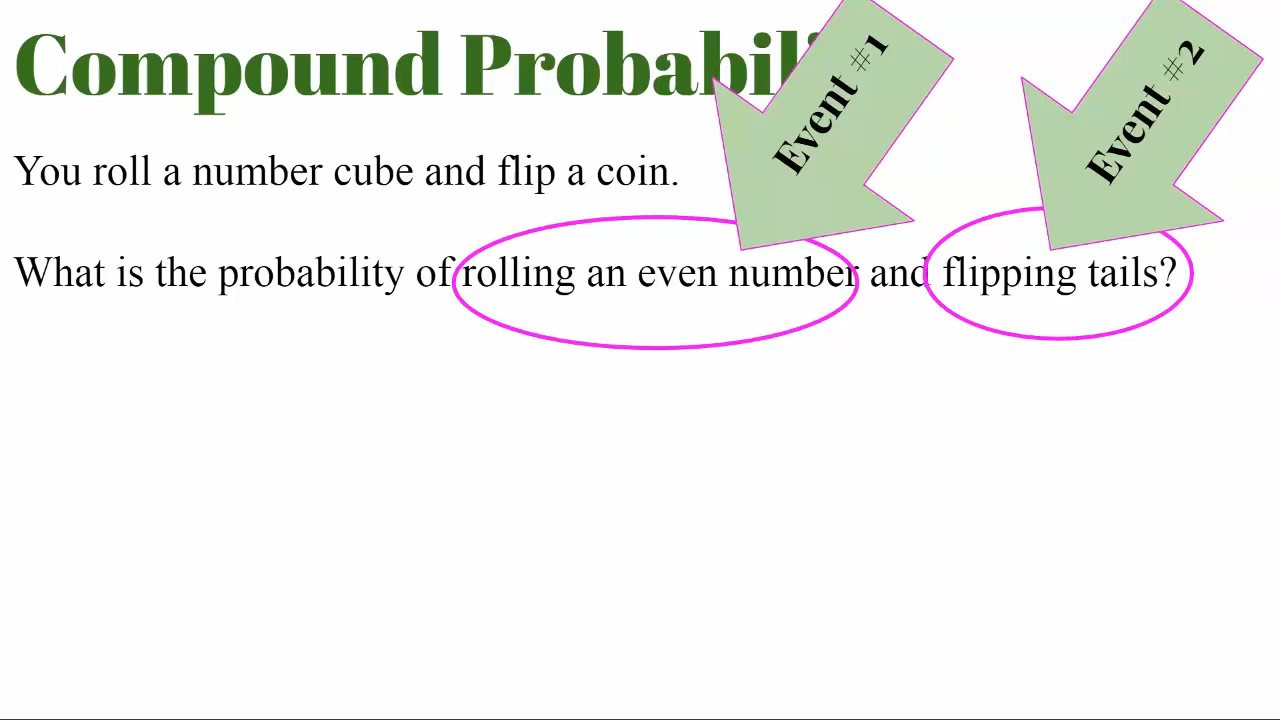 Compound Probabili
Event #1
Event #2
You roll a number cube and flip a coin.
What is the probability of rolling an even number and flipping tails?